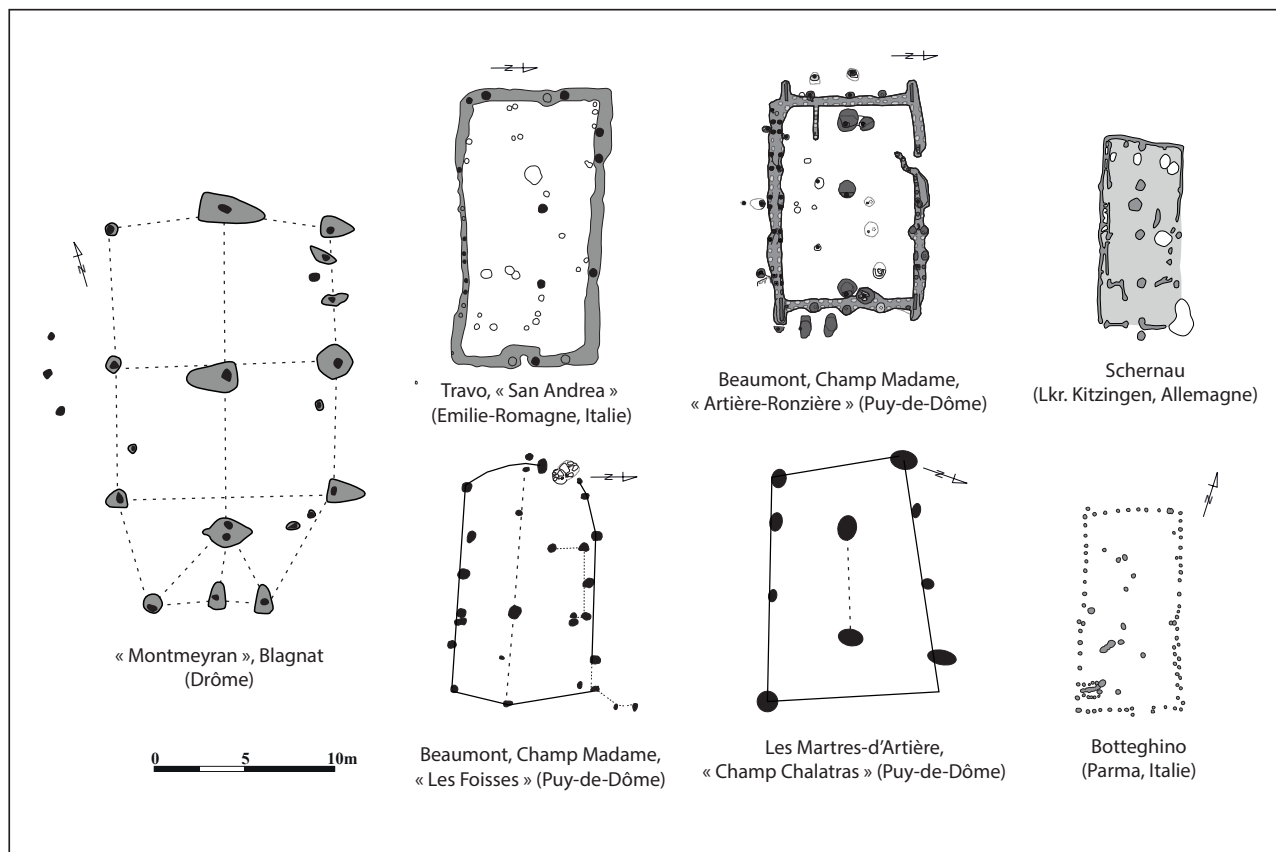 N
N
Travo, « San Andrea »
(Emilie-Romagne, Italie)
Beaumont, Champ Madame,
« Artière-Ronzière » (Puy-de-Dôme)
Schernau
(Lkr. Kitzingen, Allemagne)
N
« Montmeyran », Blagnat
(Drôme)
0 5 10m
N
Beaumont, Champ Madame,
« Les Foisses » (Puy-de-Dôme)
N
Les Martres-d’Artière,
« Champ Chalatras » (Puy-de-Dôme)
N
Botteghino
(Parma, Italie)